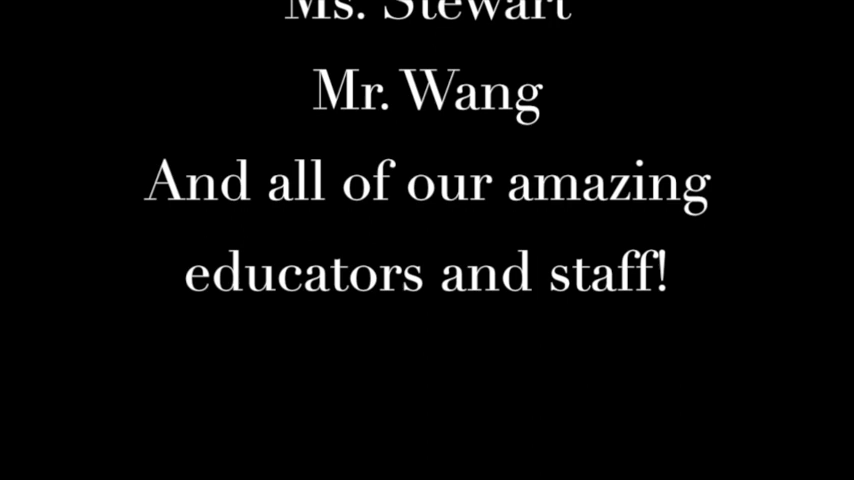 Ms. Stewart
Mr. Wang
And all of our amazing
educators and staff!